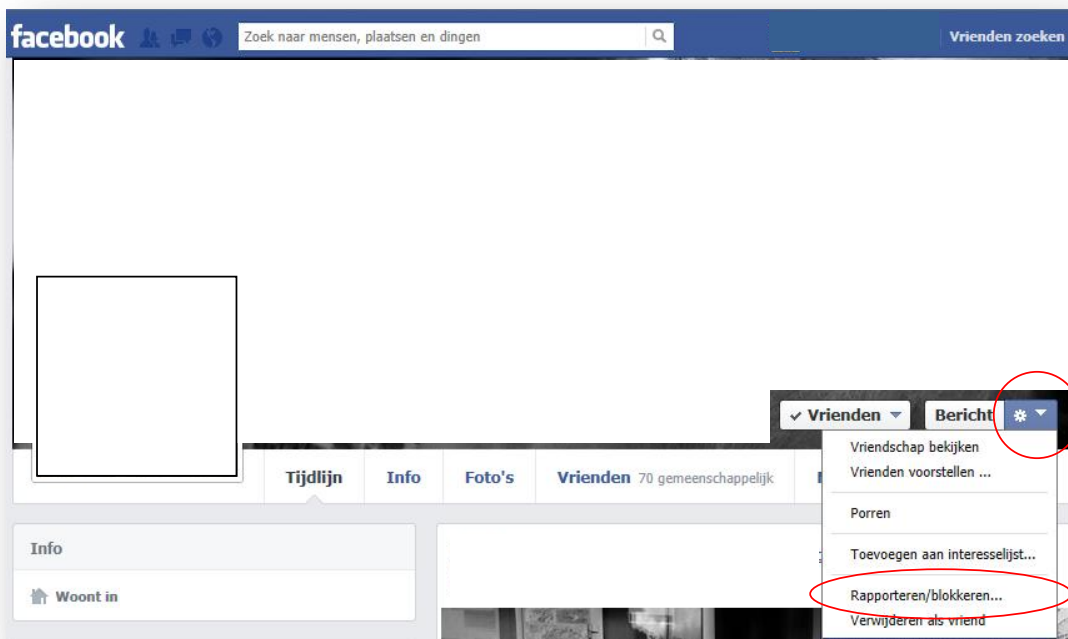 facebook Zoek naar mensen, plaatsen en dingen Vrienden zoeken
Vrienden Bericht
Vriendschap bekijken
Vrienden voorstellen ...
Tijdlijn Info Foto's Vrienden 70 gemeenschappelijk
Porren
Info
Toevoegen aan interesselijst...
Woont in
Rapporteren/blokkeren...
Verwijderen als vriend